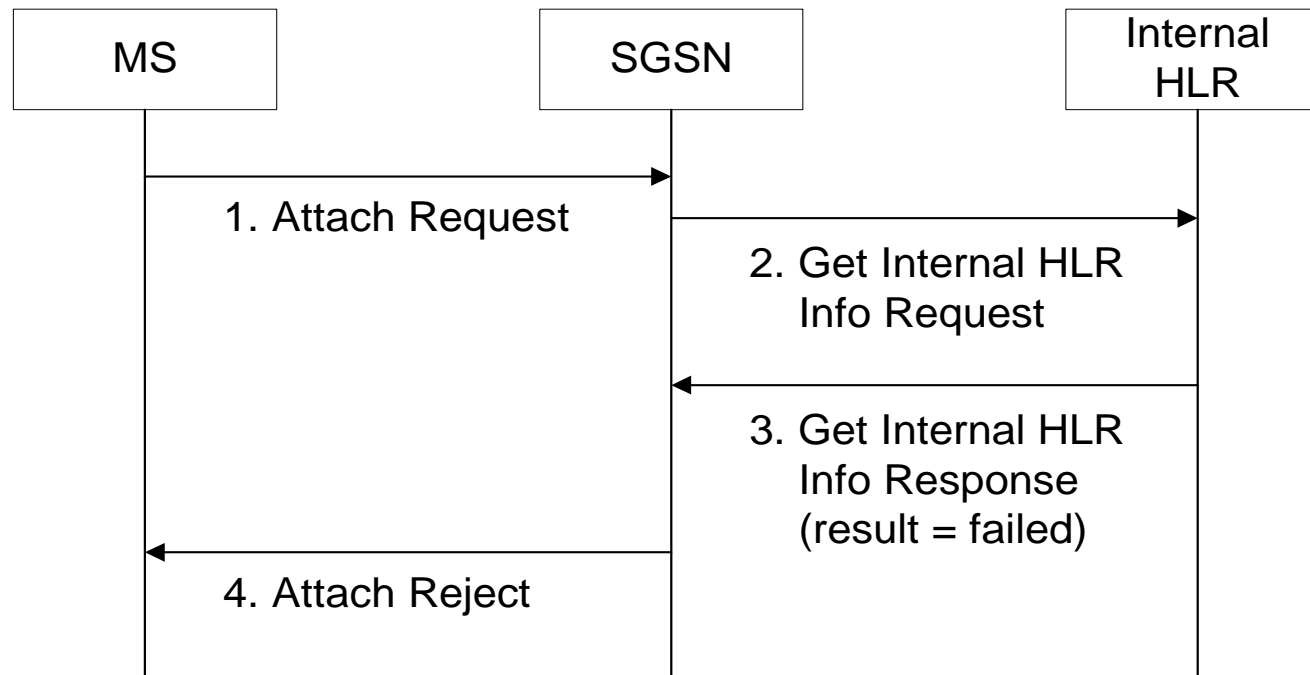 MS
SGSN
Internal
HLR
1. Attach Request
2. Get Internal HLR
Info Request
3. Get Internal HLR
Info Response
(result = failed)
4. Attach Reject